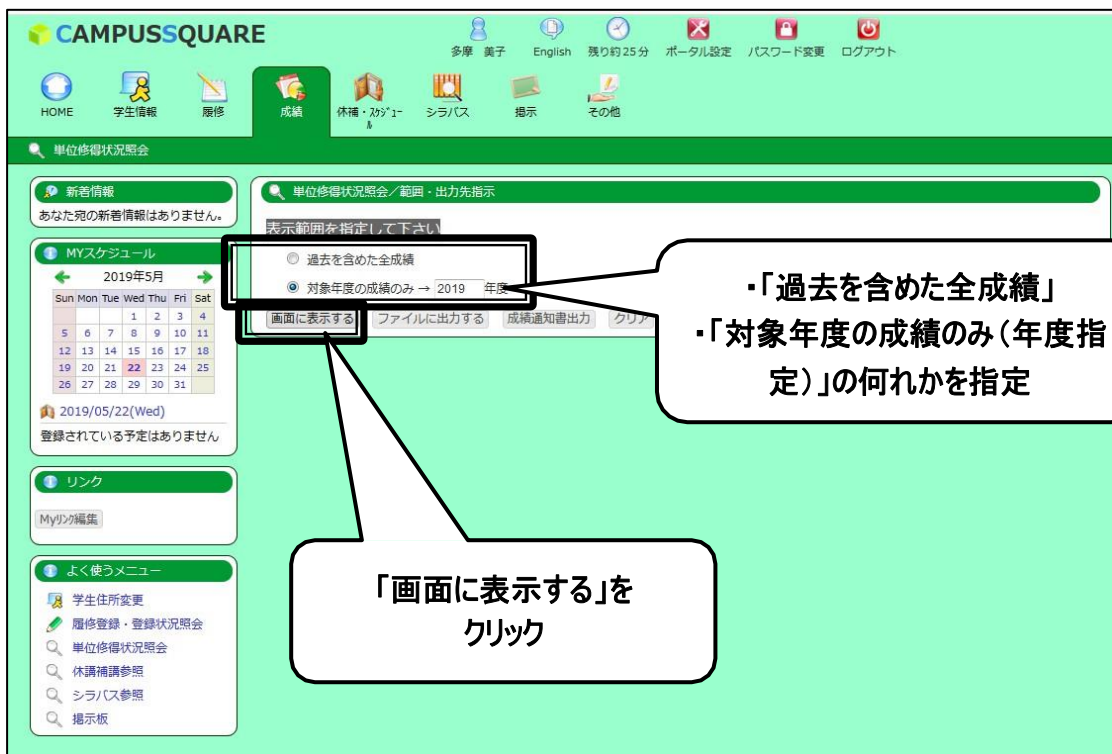 CAMPUSSQUARE
多摩 美子 English 残り約25分 ポータル設定 パスワード変更 ログアウト
HOME 学生情報 履修 成績 休補・ｽｹｼﾞｭｰﾙ シラバス 掲示 その他
単位修得状況照会
新着情報
あなた宛の新着情報はありません。
MYスケジュール
2019年5月
Sun Mon Tue Wed Thu Fri Sat
1 2 3 4
5 6 7 8 9 10 11
12 13 14 15 16 17 18
19 20 21 22 23 24 25
26 27 28 29 30 31
2019/05/22(Wed)
登録されている予定はありません
リンク
Myﾘﾝｸ編集
よく使うメニュー
学生住所変更
履修登録・登録状況照会
単位修得状況照会
休講補講参照
シラバス参照
掲示板
単位修得状況照会／範囲・出力先指示
表示範囲を指定して下さい
過去を含めた全成績
対象年度の成績のみ → 2019 年度
画面に表示する ファイルに出力する 成績通知書出力 クリア
・「過去を含めた全成績」
・「対象年度の成績のみ（年度指
定）」の何れかを指定
「画面に表示する」を
クリック